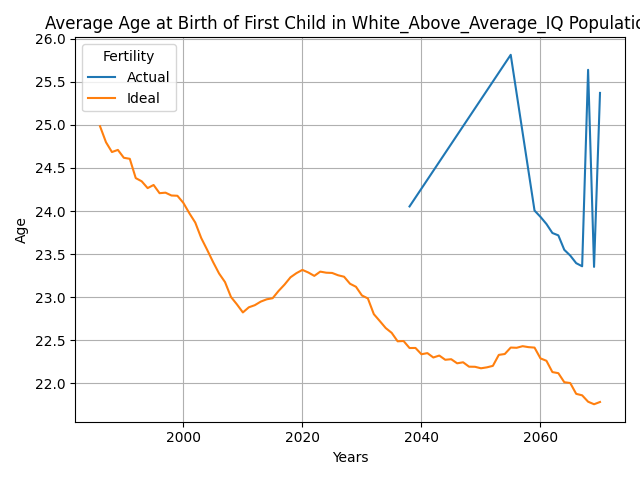 Average Age at Birth of First Child in White_Above_Average_IQ Populatio
Fertility
Actual
Ideal
26.0
25.5
25.0
24.5
24.0
23.5
23.0
22.5
22.0
Age
2000 2020 2040 2060
Years